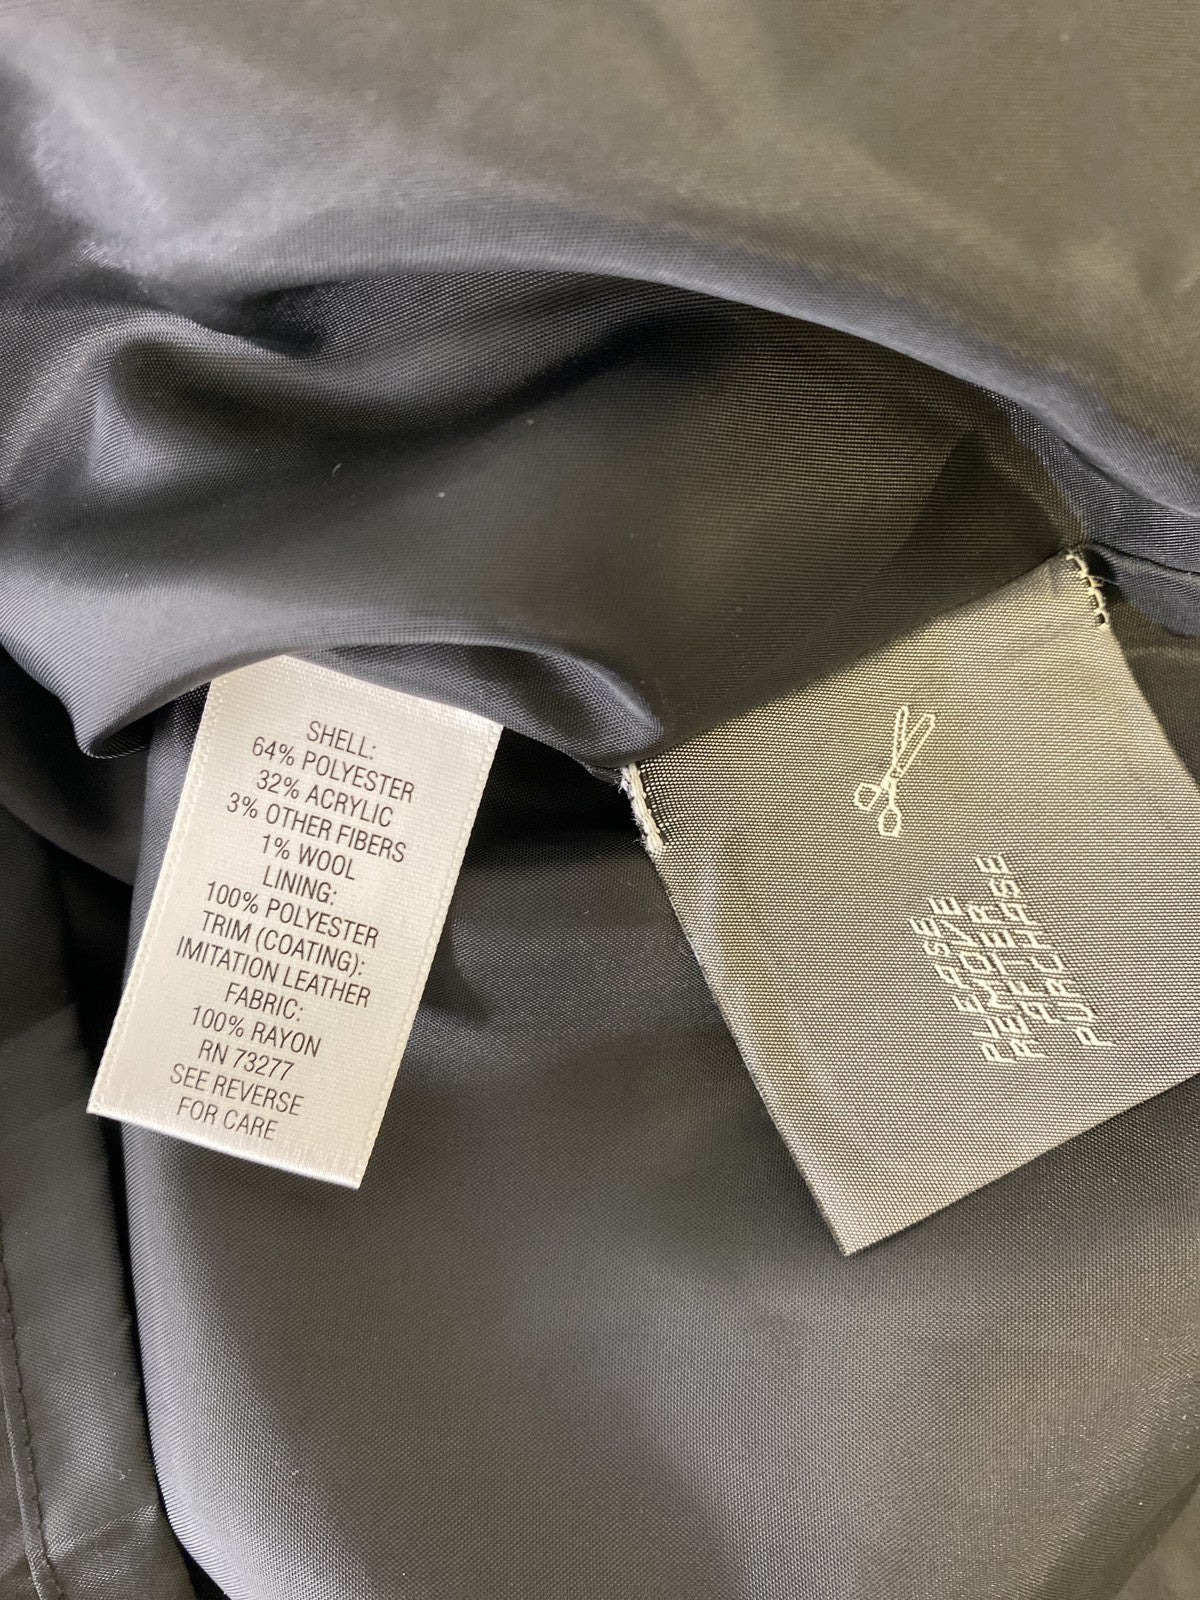 SHELL:
64% POLYESTER
32% ACRYLIC
3% OTHER FIBERS
1% WOOL
LINING:
100% POLYESTER
TRIM (COATING):
IMITATION LEATHER
FABRIC:
100% RAYON
RN 73277
SEE REVERSE
FOR CARE
PLEASE
REMOVE
AFTER
PURCHASE